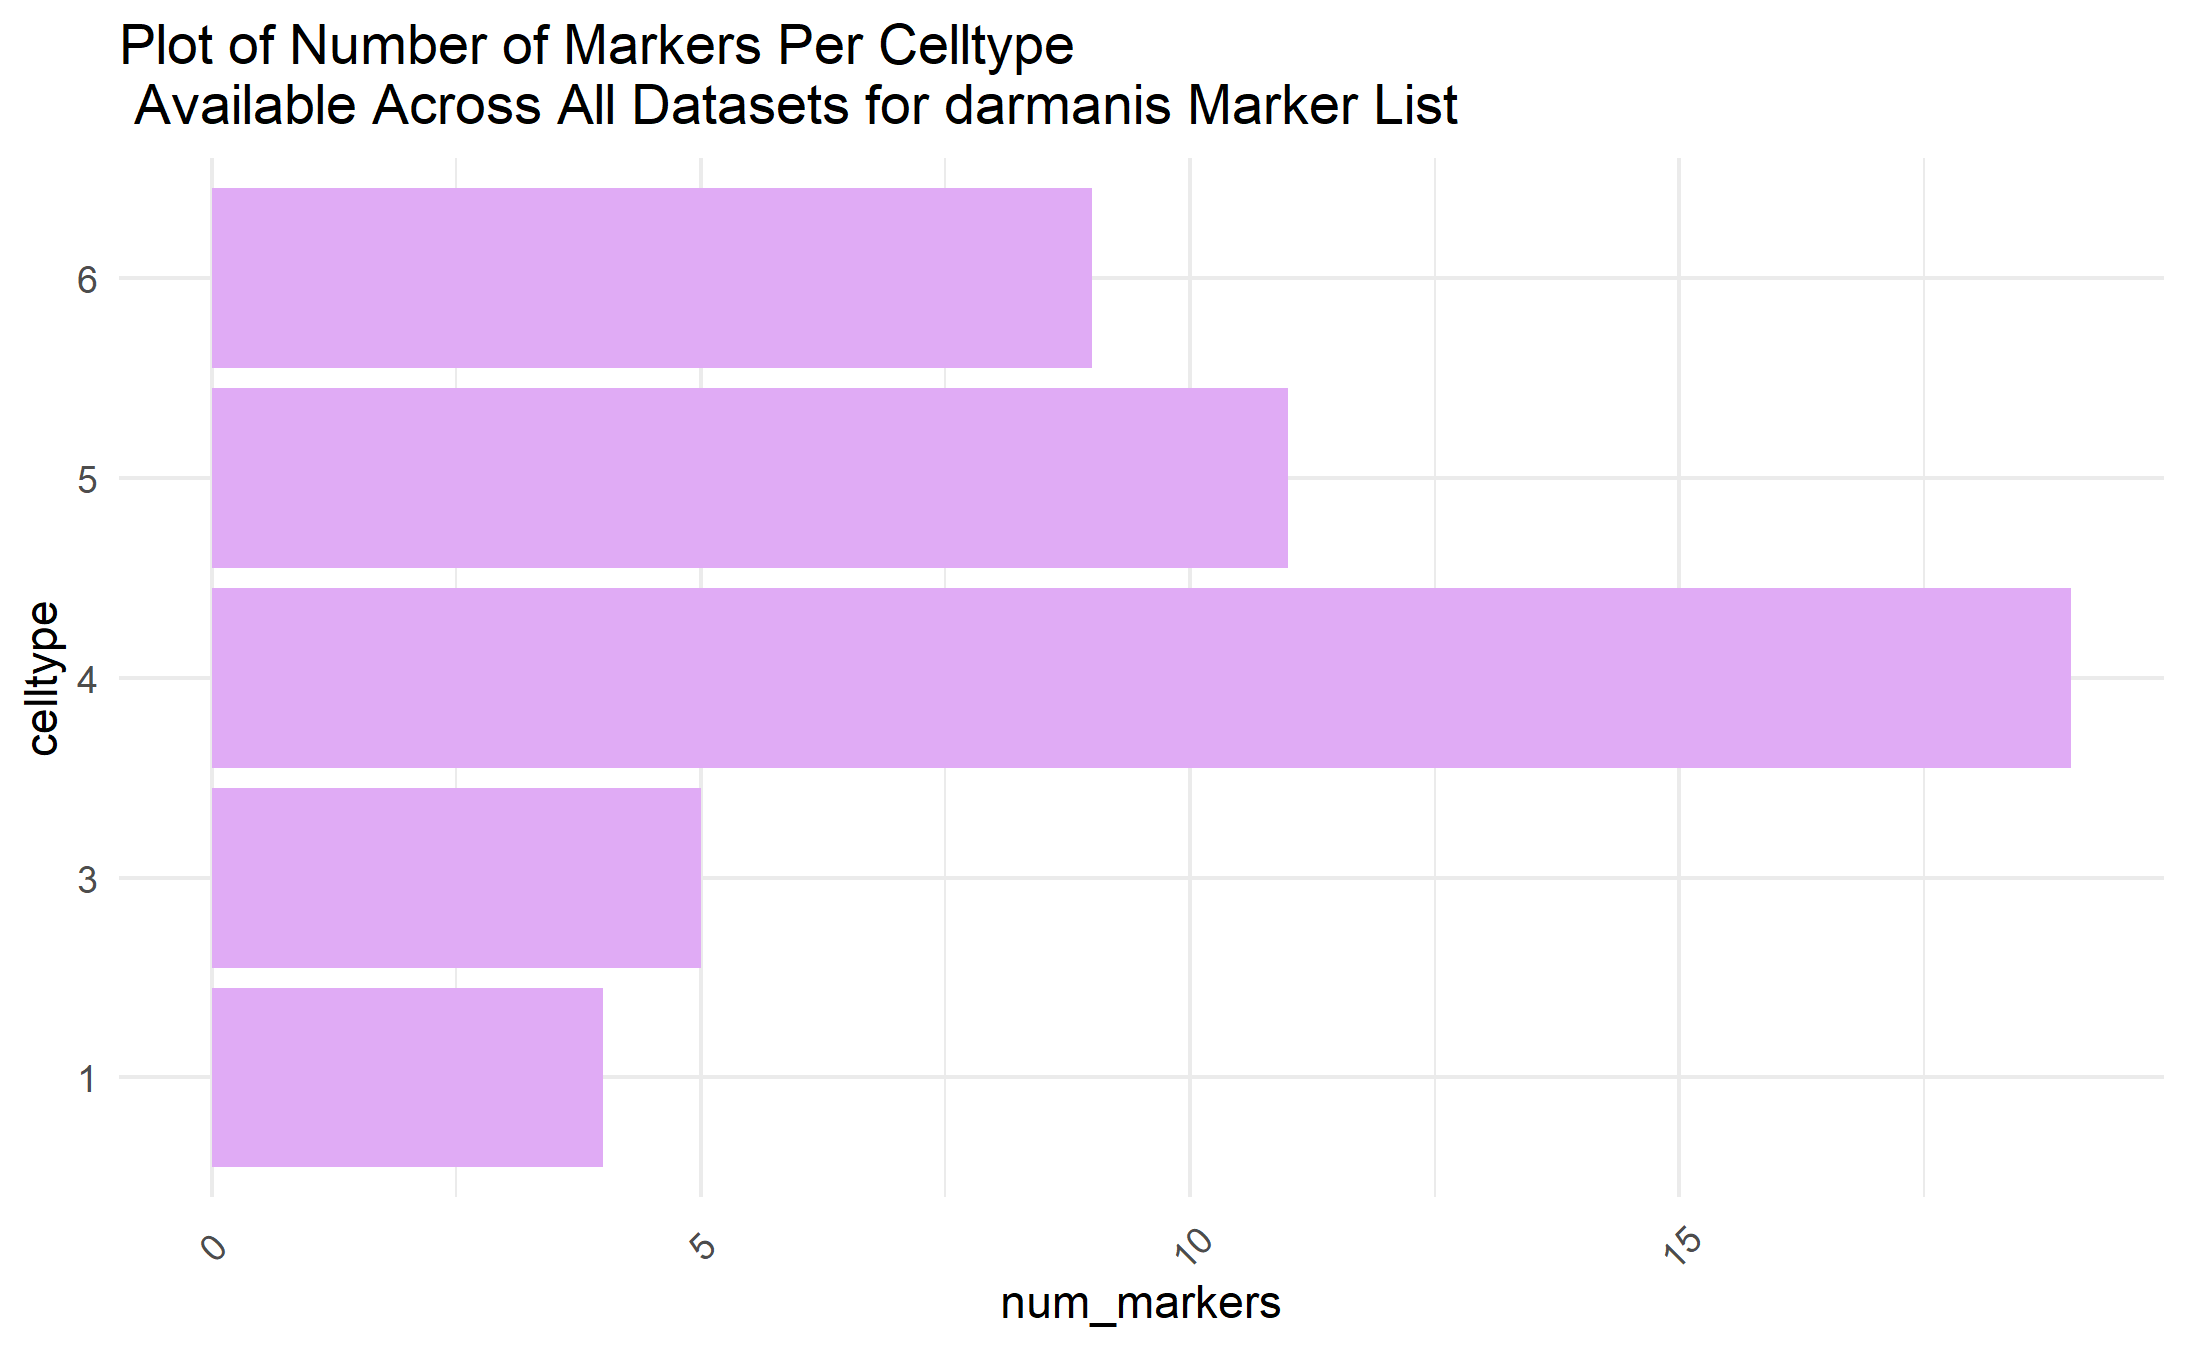 Plot of Number of Markers Per Celltype
Available Across All Datasets for darmanis Marker List
celltype
6
5
4
3
1
0 5 10 15
num_markers